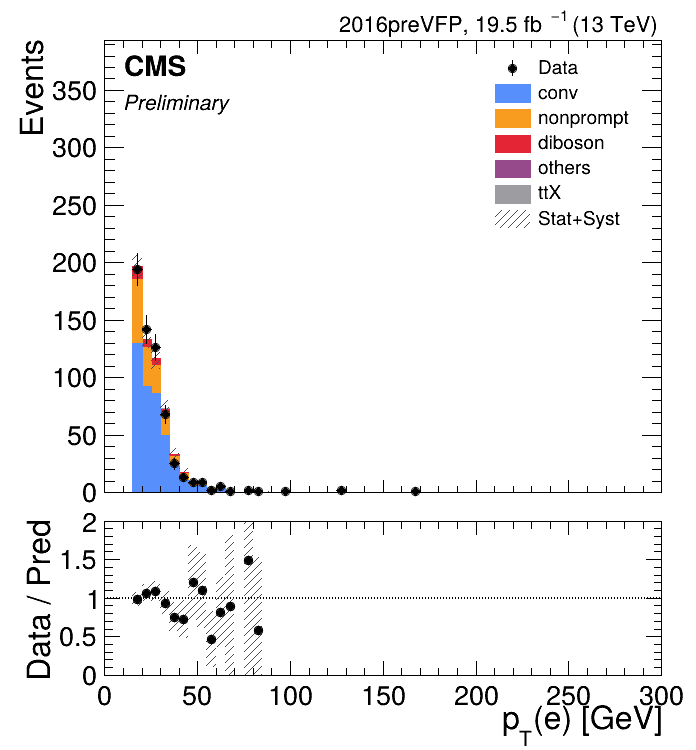 2016preVFP, 19.5 fb⁻¹ (13 TeV)
CMS
Preliminary
Data
conv
nonprompt
diboson
others
ttX
Stat+Syst
Events
350
300
250
200
150
100
50
0
Data / Pred
2
1.5
1
0.5
0
0 50 100 150 200 250 300
p_T(e) [GeV]